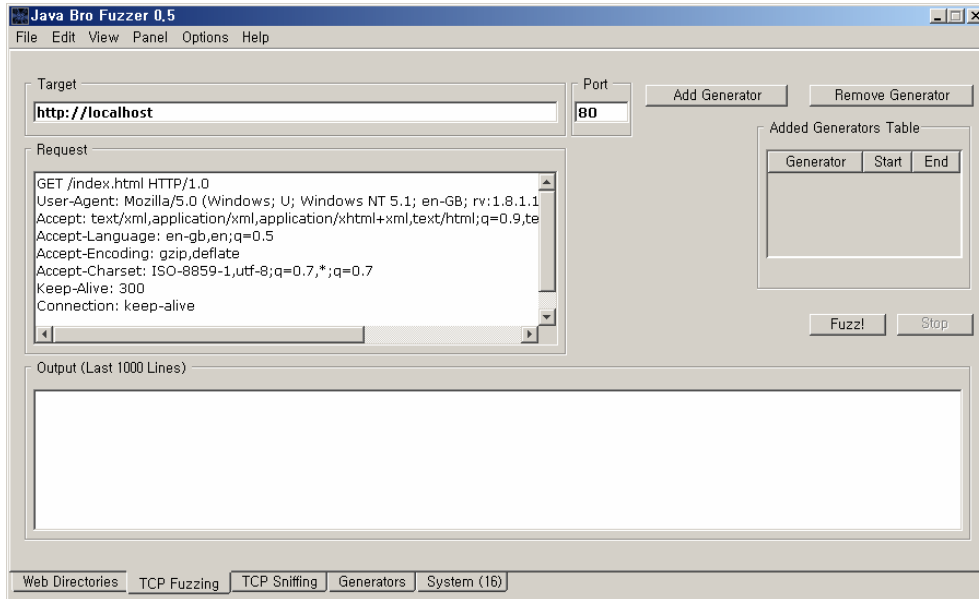 Java Bro Fuzzer 0.5
File Edit View Panel Options Help
Target
http://localhost
Port
80
Add Generator
Remove Generator
Added Generators Table
Generator Start End
Request
GET /index.html HTTP/1.0
User-Agent: Mozilla/5.0 (Windows; U; Windows NT 5.1; en-GB; rv:1.8.1.1
Accept: text/xml,application/xml,application/xhtml+xml,text/html;q=0.9,te
Accept-Language: en-gb,en;q=0.5
Accept-Encoding: gzip,deflate
Accept-Charset: ISO-8859-1,utf-8;q=0.7,*;q=0.7
Keep-Alive: 300
Connection: keep-alive
Fuzz!
Stop
Output (Last 1000 Lines)
Web Directories TCP Fuzzing TCP Sniffing Generators System (16)